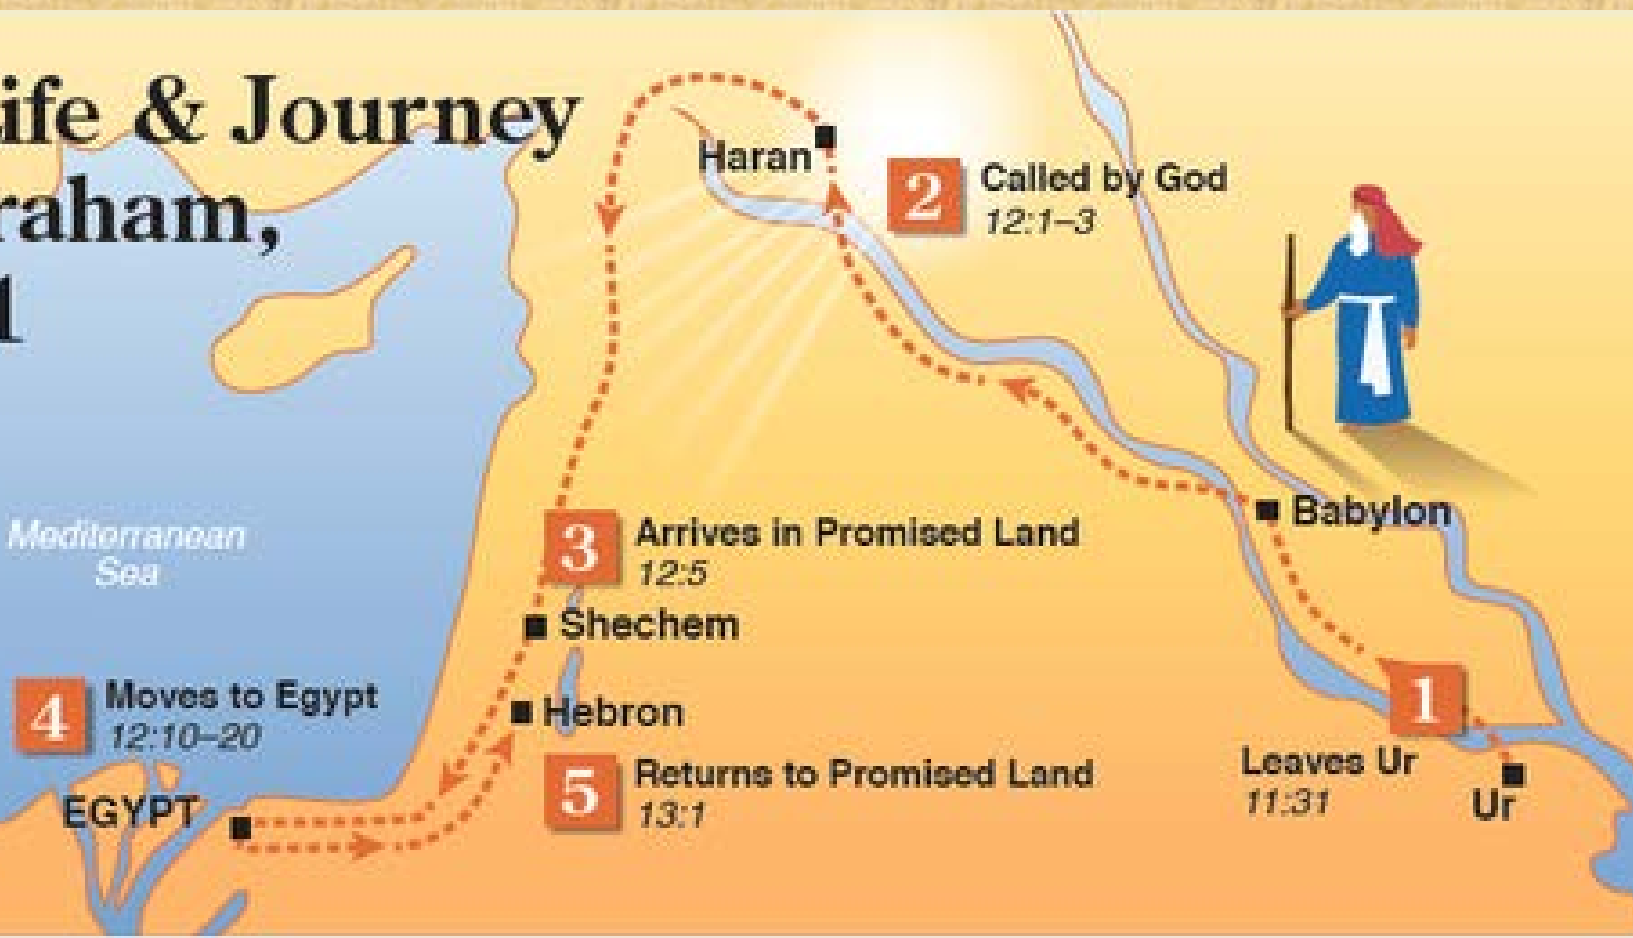 ife & Journey
raham,
Haran
2
Called by God
12:1–3
Mediterranean
Sea
Babylon
3
Arrives in Promised Land
12:5
Shechem
4
Moves to Egypt
12:10–20
EGYPT
Hebron
5
Returns to Promised Land
13:1
1
Leaves Ur
11:31
Ur